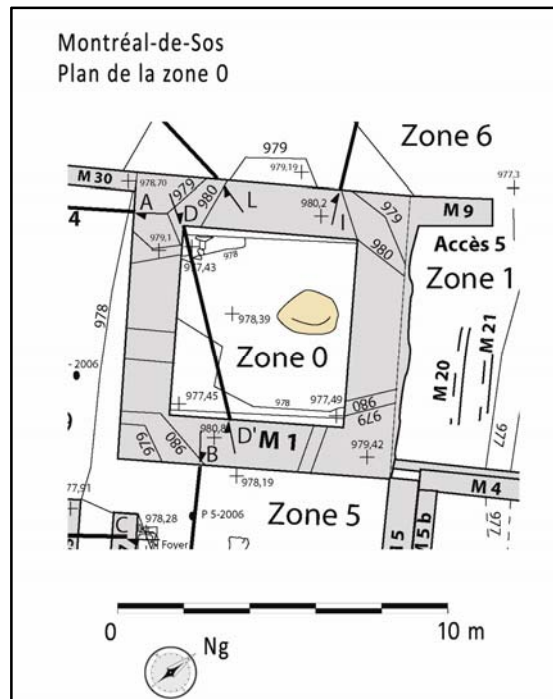 Montréal-de-Sos
Plan de la zone 0
Zone 6
979
979,19
977,3
M 30
978,70
A
979
980
D
L
980,2
I
979
M 9
4
979,1
977,43
978
980
Accès 5
Zone 1
978
978,39
Zone 0
M 20
M 21
- 2006
977,45
978
977,49
980
979
980
979
980,8
M 1
D'
979,42
977
B
978,19
M 4
Zone 5
77,91
C
978,28
P 5-2006
Foyer
15
M 5b
977
0
10 m
Ng